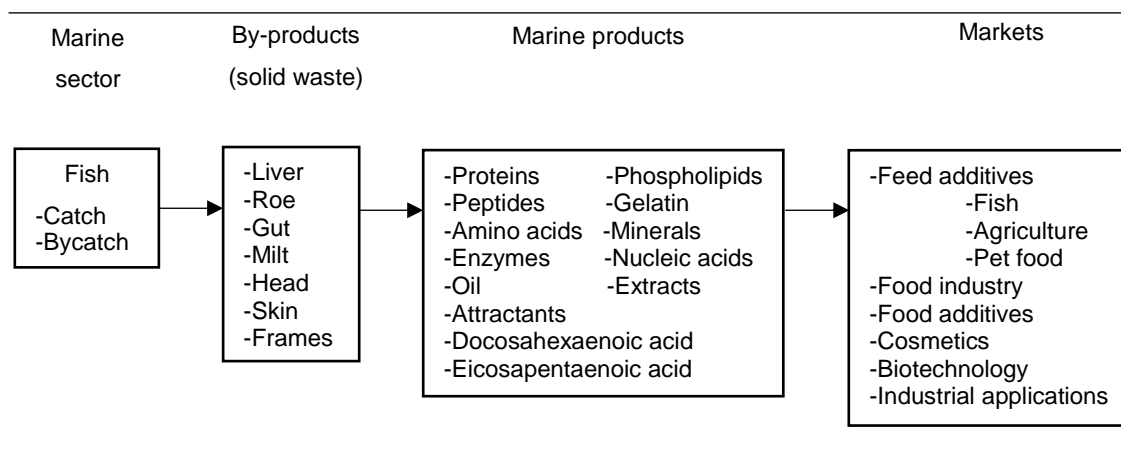 Marine
sector
By-products
(solid waste)
Marine products
Markets
Fish
-Catch
-Bycatch
-Liver
-Roe
-Gut
-Milt
-Head
-Skin
-Frames
-Proteins -Phospholipids
-Peptides -Gelatin
-Amino acids -Minerals
-Enzymes -Nucleic acids
-Oil -Extracts
-Attractants
-Docosahexaenoic acid
-Eicosapentaenoic acid
-Feed additives
-Fish
-Agriculture
-Pet food
-Food industry
-Food additives
-Cosmetics
-Biotechnology
-Industrial applications